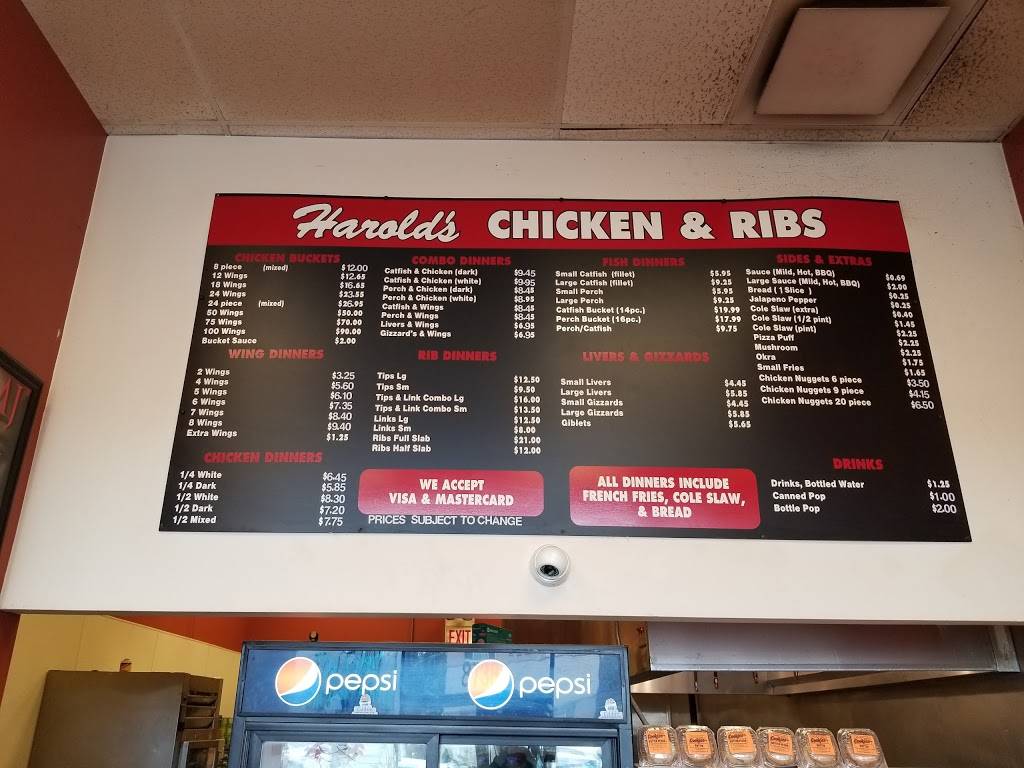 Harold's CHICKEN & RIBS
CHICKEN BUCKETS
8 piece (mixed) $12.00
12 Wings $12.65
18 Wings $16.65
24 Wings $23.55
24 piece (mixed) $26.95
50 Wings $50.00
75 Wings $70.00
100 Wings $90.00
Bucket Sauce $2.00
WING DINNERS
2 Wings $3.25
4 Wings $5.60
5 Wings $6.10
6 Wings $7.35
7 Wings $8.40
8 Wings $9.40
Extra Wings $1.25
CHICKEN DINNERS
1/4 White $6.45
1/4 Dark $5.85
1/2 White $8.30
1/2 Dark $7.20
1/2 Mixed $7.75
COMBO DINNERS
Catfish & Chicken (dark) $9.45
Catfish & Chicken (white) $9.95
Perch & Chicken (dark) $8.45
Perch & Chicken (white) $8.95
Catfish & Wings $8.45
Perch & Wings $8.45
Livers & Wings $6.95
Gizzard's & Wings $6.95
RIB DINNERS
Tips Lg $12.50
Tips Sm $9.50
Tips & Link Combo Lg $16.00
Tips & Link Combo Sm $13.50
Links Lg $12.50
Links Sm $8.00
Ribs Full Slab $21.00
Ribs Half Slab $12.00
WE ACCEPT
VISA & MASTERCARD
PRICES SUBJECT TO CHANGE
FISH DINNERS
Small Catfish (fillet) $5.95
Large Catfish (fillet) $9.25
Small Perch $5.95
Large Perch $9.25
Catfish Bucket (14pc.) $19.99
Perch Bucket (16pc.) $17.99
Perch/Catfish $9.75
LIVERS & GIZZARDS
Small Livers $4.45
Large Livers $5.85
Small Gizzards $4.45
Large Gizzards $5.85
Giblets $5.65
ALL DINNERS INCLUDE
FRENCH FRIES, COLE SLAW,
& BREAD
SIDES & EXTRAS
Sauce (Mild, Hot, BBQ) $0.69
Large Sauce (Mild, Hot, BBQ) $2.00
Bread (1 Slice ) $0.25
Jalapeno Pepper $0.25
Cole Slaw (extra) $0.40
Cole Slaw (1/2 pint) $1.45
Cole Slaw (pint) $2.25
Pizza Puff $2.25
Mushroom $2.25
Okra $1.75
Small Fries $1.65
Chicken Nuggets 6 piece $3.50
Chicken Nuggets 9 piece $4.15
Chicken Nuggets 20 piece $6.50
DRINKS
Drinks, Bottled Water $1.25
Canned Pop $1.00
Bottle Pop $2.00
EXIT
pepsi pepsi